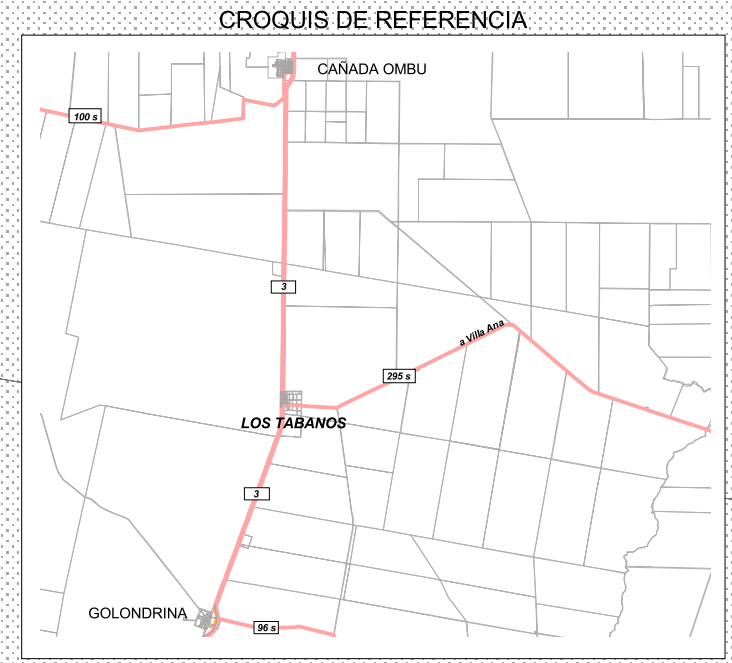 CROQUIS DE REFERENCIA
CAÑADA OMBU
100 s
3
a Villa Ana
295 s
LOS TABANOS
3
GOLONDRINA
96 s